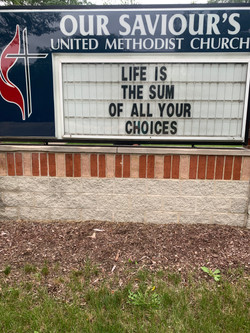 OUR SAVIOUR'S
UNITED METHODIST CHURCH
LIFE IS
THE SUM
OF ALL YOUR
CHOICES